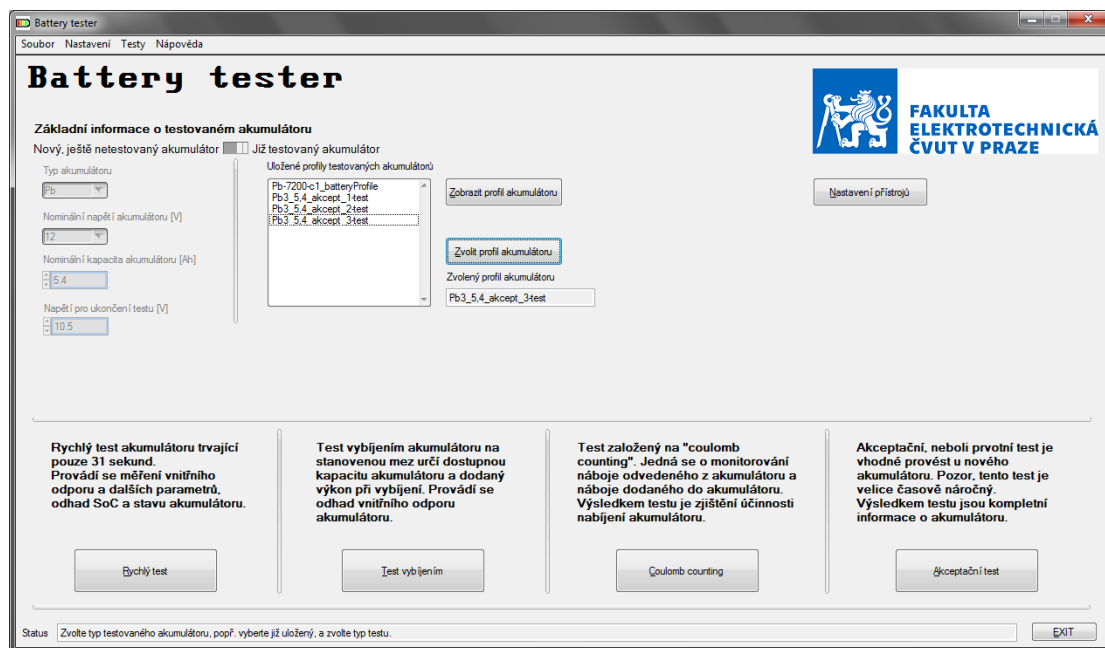 Battery tester
Soubor Nastavení Testy Nápověda
Battery tester
FAKULTA
ELEKTROTECHNICKÁ
ČVUT V PRAZE
Základní informace o testovaném akumulátoru
Nový, ještě netestovaný akumulátor Již testovaný akumulátor
Typ akumulátoru
Pb
Nominální napětí akumulátoru [V]
12
Nominální kapacita akumulátoru [Ah]
5.4
Napětí pro ukončení testu [V]
10.5
Uložené profily testovaných akumulátorů
Pb-7200-c1_batteryProfile
Pb3_5,4_akcept_1-test
Pb3_5,4_akcept_2-test
Pb3_5,4_akcept_3-test
Zobrazit profil akumulátoru
Zvolit profil akumulátoru
Zvolený profil akumulátoru
Pb3_5,4_akcept_3-test
Nastavení přístrojů
Rychlý test akumulátoru trvající
pouze 31 sekund.
Provádí se měření vnitřního
odporu a dalších parametrů,
odhad SoC a stavu akumulátoru.
Rychlý test
Test vybíjením akumulátoru na
stanovenou mez určí dostupnou
kapacitu akumulátoru a dodaný
výkon při vybíjení. Provádí se
odhad vnitřního odporu
akumulátoru.
Test vybíjením
Test založený na "coulomb
counting". Jedná se o monitorování
náboje odvedeného z akumulátoru a
náboje dodaného do akumulátoru.
Výsledkem testu je zjištění účinnosti
nabíjení akumulátoru.
Coulomb counting
Akceptační, neboli prvotní test je
vhodné provést u nového
akumulátoru. Pozor, tento test je
velice časově náročný.
Výsledkem testu jsou kompletní
informace o akumulátoru.
Akceptační test
Status Zvolte typ testovaného akumulátoru, popř. vyberte již uložený, a zvolte typ testu.
EXIT